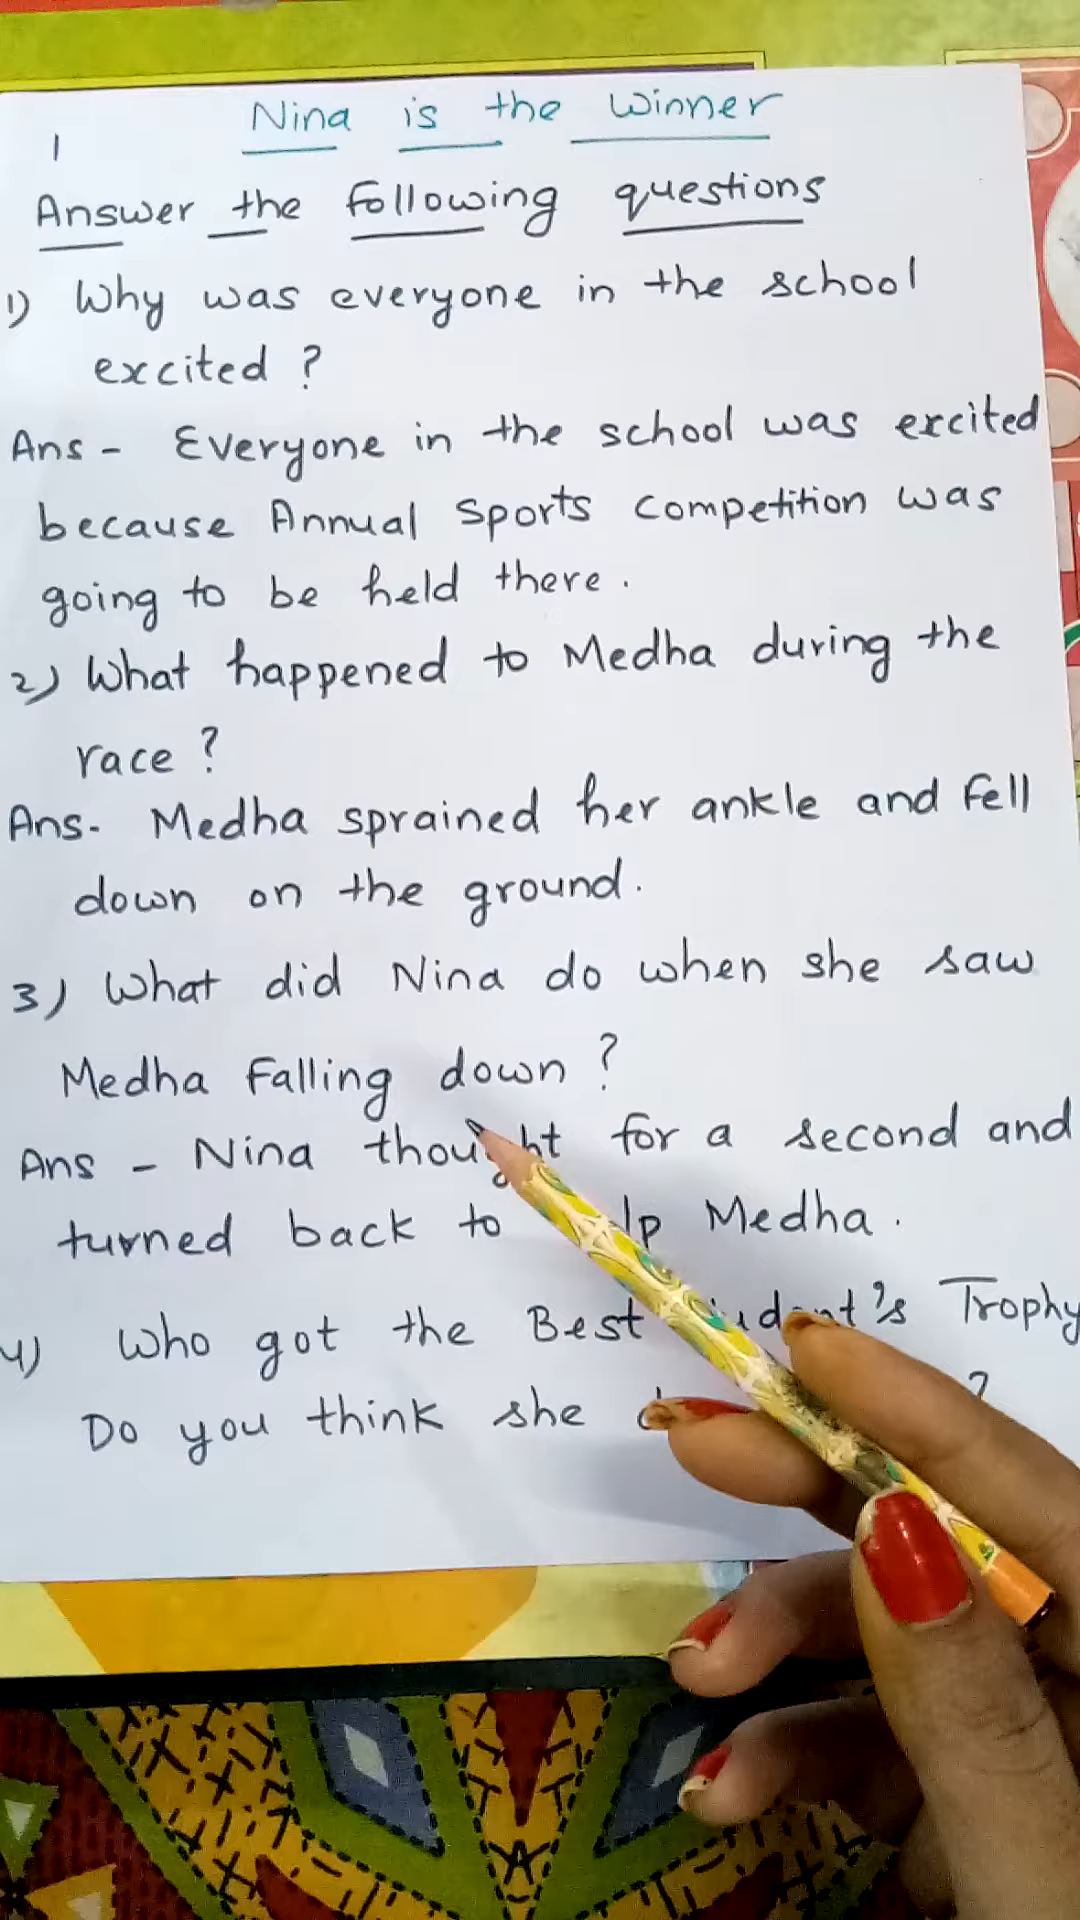 Nina is the Winner
1
Answer the following questions
1) Why was everyone in the school
excited ?
Ans - Everyone in the school was excited
because Annual Sports competition was
going to be held there .
2) What happened to Medha during the
race ?
Ans- Medha sprained her ankle and fell
down on the ground .
3) What did Nina do when she saw
Medha falling down ?
Ans - Nina thought for a second and
turned back to Medha .
4) Who got the Best Trophy
Do you think she ?